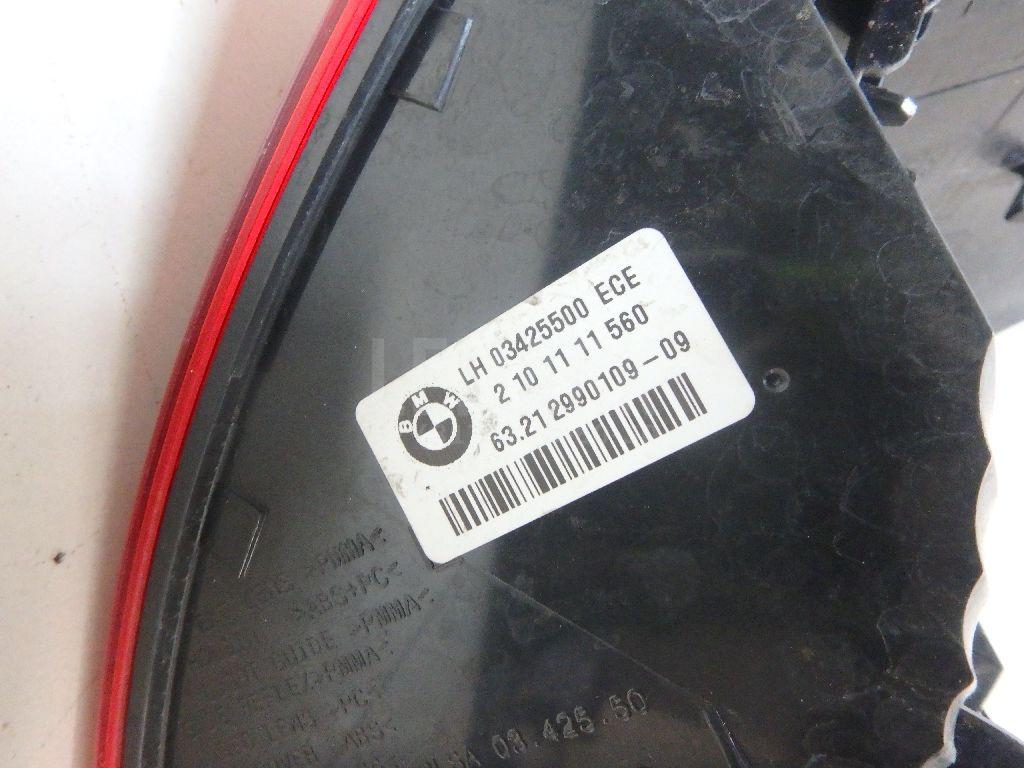 LH 03425500 ECE
2 10 11 11 560
BMW
63.21 2990109-09
>PMMA<
>ABS+PC<
GUIDE >PMMA<
>PMMA<
>PC<
>ABS<
03.425.50